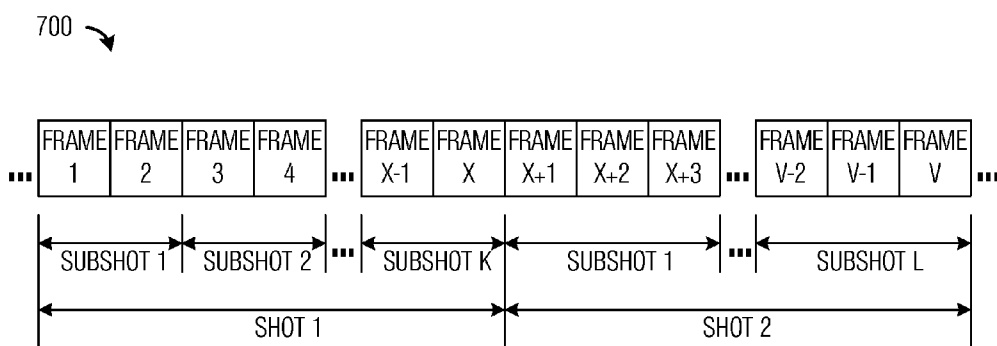 700
FRAME FRAME FRAME FRAME FRAME FRAME FRAME FRAME FRAME FRAME FRAME FRAME
... 1 2 3 4 ... X-1 X X+1 X+2 X+3 ... V-2 V-1 V ...
SUBSHOT 1 SUBSHOT 2 ... SUBSHOT K SUBSHOT 1 ... SUBSHOT L
SHOT 1 SHOT 2